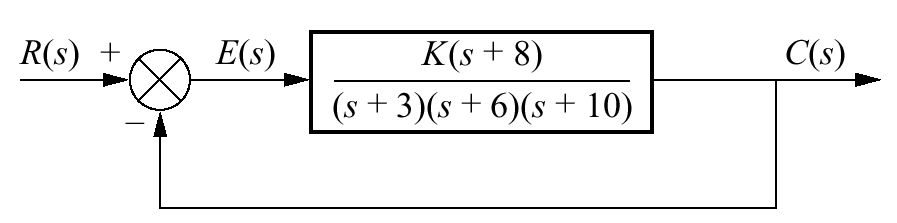 R(s) + E(s) K(s + 8) C(s)
(s + 3)(s + 6)(s + 10)
−